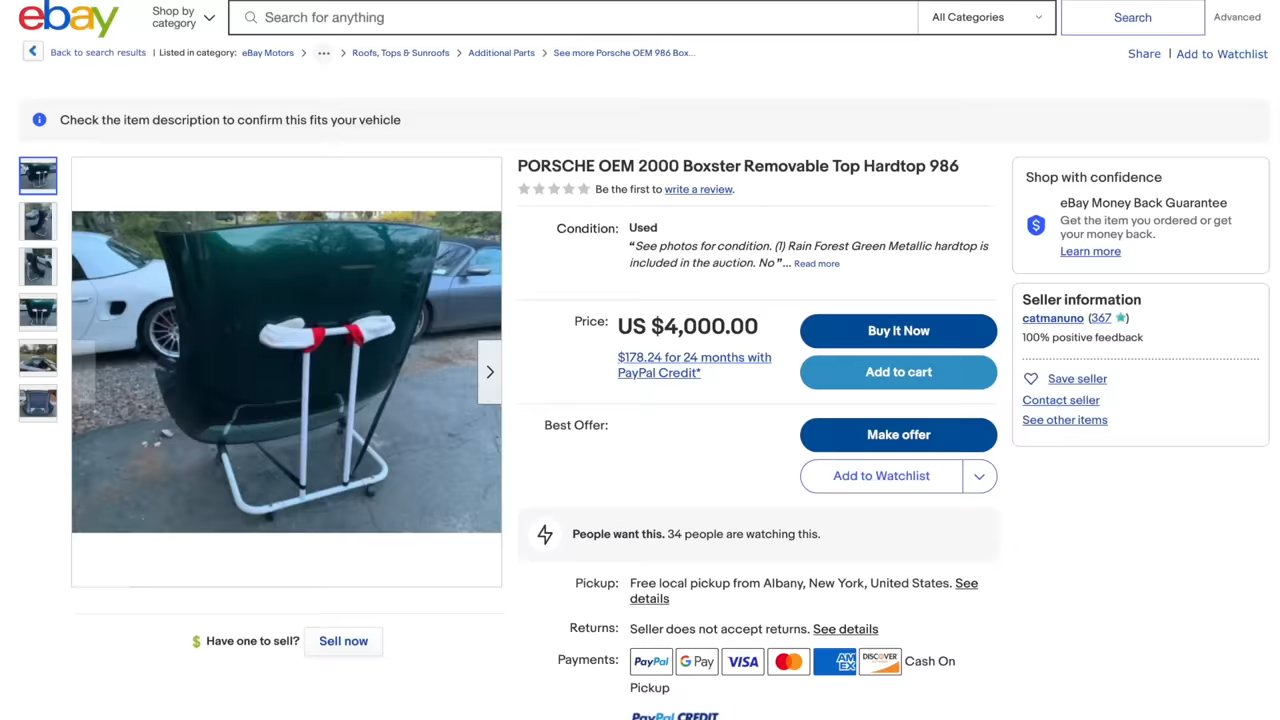 ebay
Shop by
category
Search for anything
All Categories
Search
Advanced
Back to search results | Listed in category: eBay Motors > ••• > Roofs, Tops & Sunroofs > Additional Parts > See more Porsche OEM 986 Box...
Share | Add to Watchlist
Check the item description to confirm this fits your vehicle
PORSCHE OEM 2000 Boxster Removable Top Hardtop 986
Be the first to write a review.
Condition: Used
“See photos for condition. (1) Rain Forest Green Metallic hardtop is
included in the auction. No”... Read more
Price: US $4,000.00
Buy It Now
$178.24 for 24 months with
PayPal Credit*
Add to cart
Best Offer:
Make offer
Add to Watchlist
People want this. 34 people are watching this.
Pickup: Free local pickup from Albany, New York, United States. See
details
Returns: Seller does not accept returns. See details
Payments: PayPal G Pay VISA AM EX DISCOVER Cash On
Pickup
PayPal CREDIT
Have one to sell? Sell now
Shop with confidence
eBay Money Back Guarantee
Get the item you ordered or get
your money back.
Learn more
Seller information
catmanuno (367)
100% positive feedback
Save seller
Contact seller
See other items